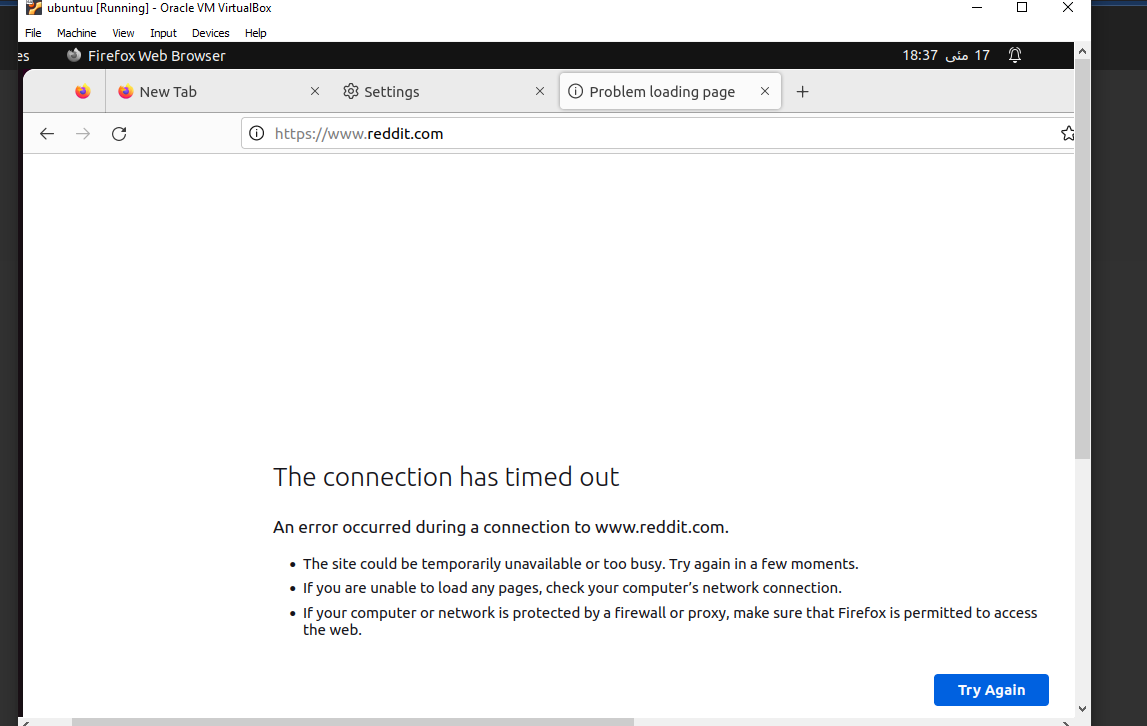 ubuntuu [Running] - Oracle VM VirtualBox
File Machine View Input Devices Help
es Firefox Web Browser 18:37 17 مئی
New Tab Settings Problem loading page
https://www.reddit.com
The connection has timed out
An error occurred during a connection to www.reddit.com.
• The site could be temporarily unavailable or too busy. Try again in a few moments.
• If you are unable to load any pages, check your computer’s network connection.
• If your computer or network is protected by a firewall or proxy, make sure that Firefox is permitted to access
the web.
Try Again